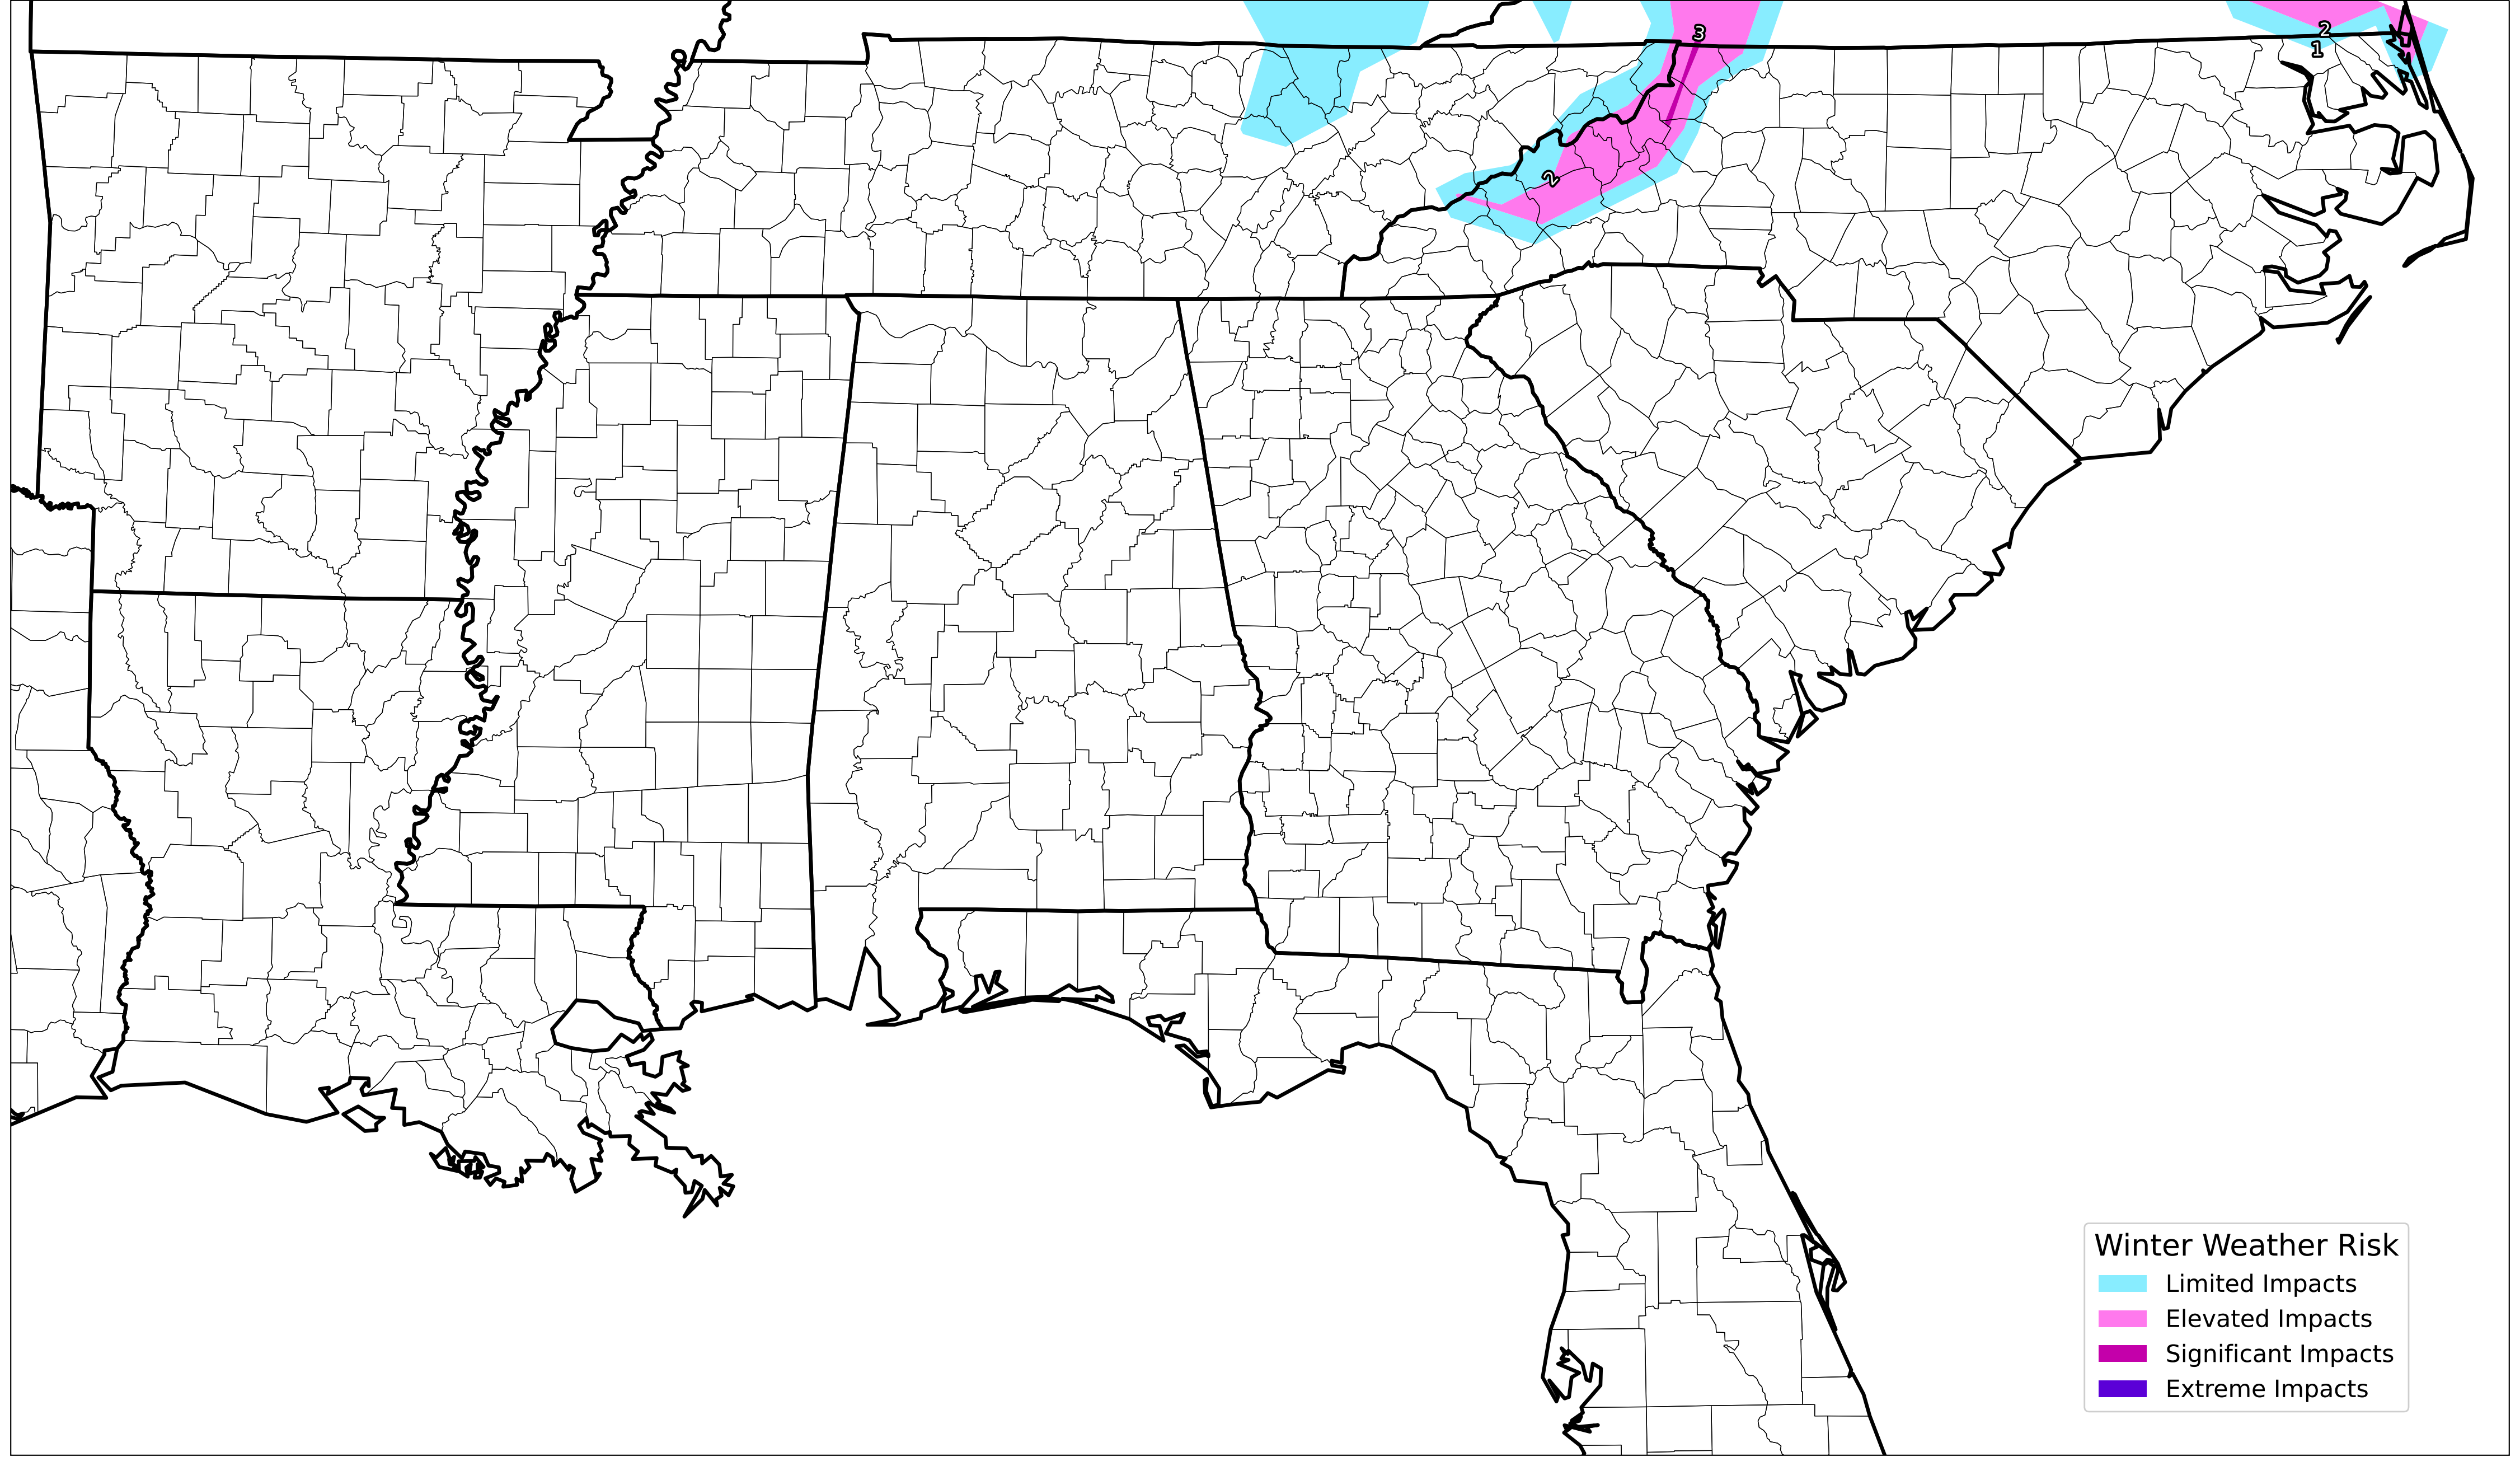 3
2
1
2
Winter Weather Risk
Limited Impacts
Elevated Impacts
Significant Impacts
Extreme Impacts